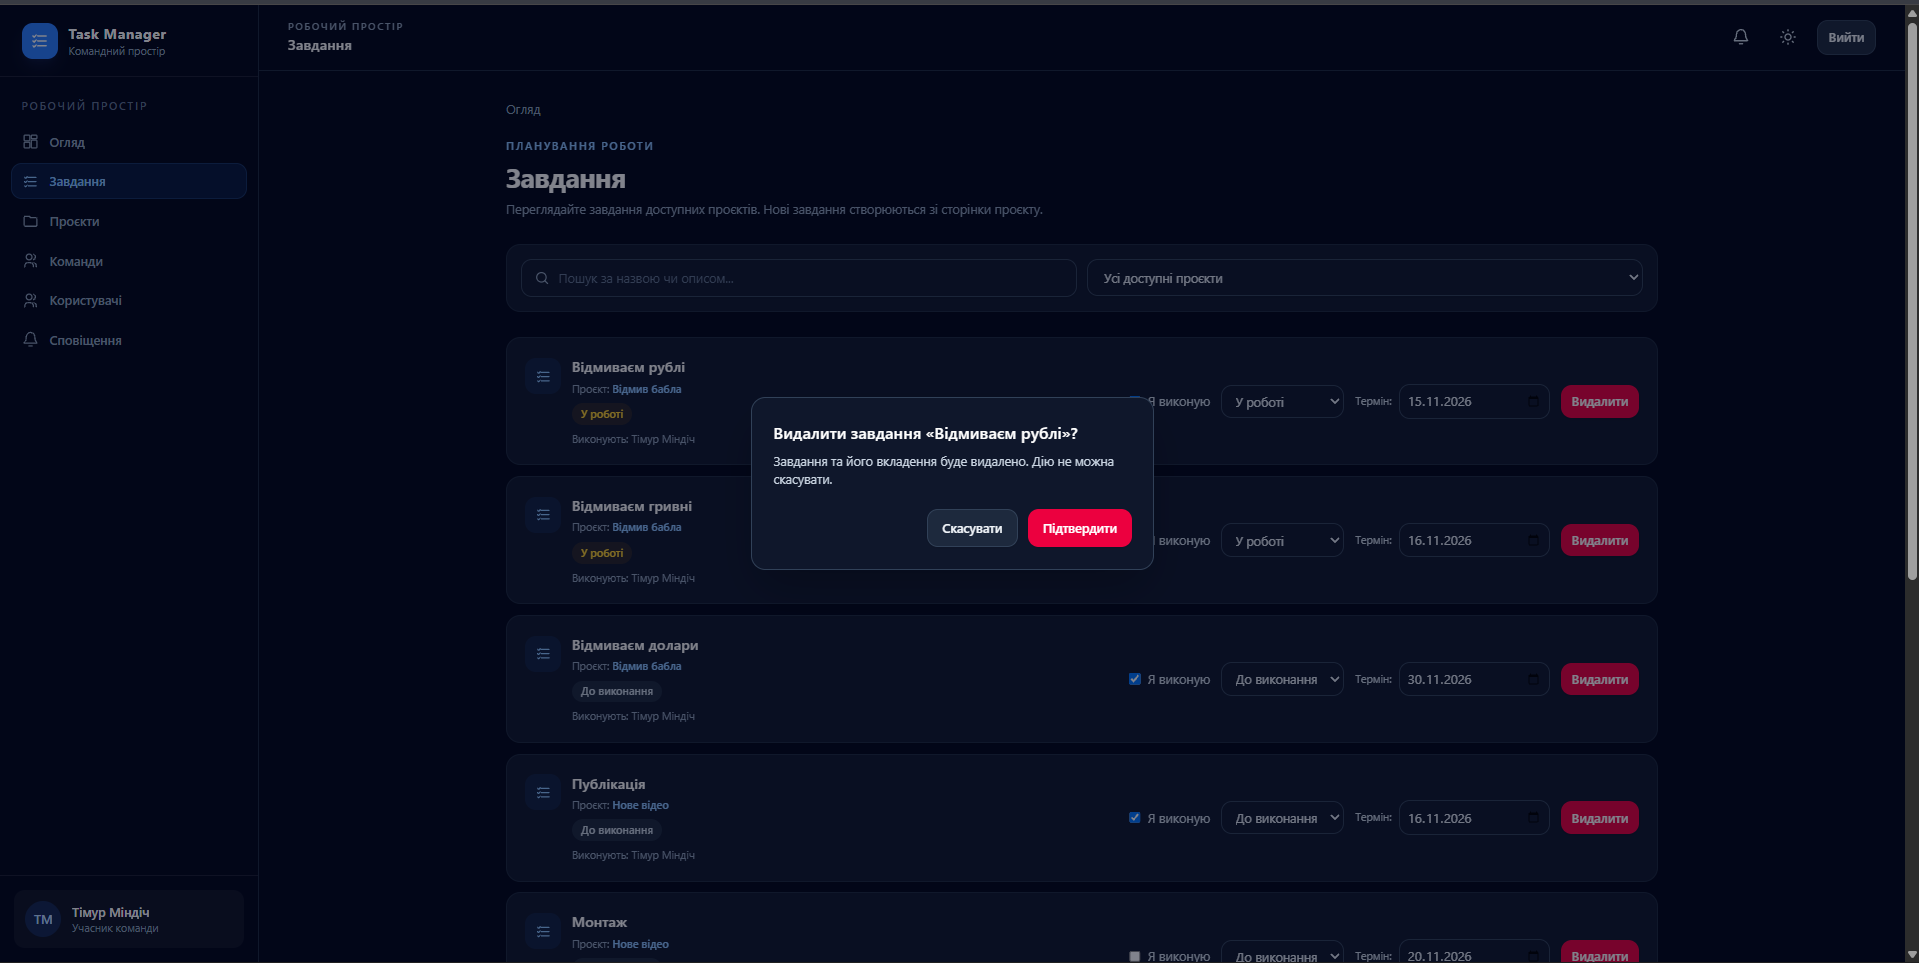 Task Manager
Командний простір
РОБОЧИЙ ПРОСТІР
Огляд
Завдання
Проєкти
Команди
Користувачі
Сповіщення
ТМ
Тімур Міндіч
Учасник команди
РОБОЧИЙ ПРОСТІР
Завдання
Вийти
Огляд
ПЛАНУВАННЯ РОБОТИ
Завдання
Переглядайте завдання доступних проєктів. Нові завдання створюються зі сторінки проєкту.
Пошук за назвою чи описом...
Усі доступні проєкти
Відмиваєм рублі
Проєкт: Відмив бабла
У роботі
Виконують: Тімур Міндіч
Я виконую
У роботі
Термін:
15.11.2026
Видалити
Видалити завдання «Відмиваєм рублі»?
Завдання та його вкладення буде видалено. Дію не можна
скасувати.
Скасувати
Підтвердити
Відмиваєм гривні
Проєкт: Відмив бабла
У роботі
Виконують: Тімур Міндіч
виконую
У роботі
Термін:
16.11.2026
Видалити
Відмиваєм долари
Проєкт: Відмив бабла
До виконання
Виконують: Тімур Міндіч
Я виконую
До виконання
Термін:
30.11.2026
Видалити
Публікація
Проєкт: Нове відео
До виконання
Виконують: Тімур Міндіч
Я виконую
До виконання
Термін:
16.11.2026
Видалити
Монтаж
Проєкт: Нове відео
Я виконую
До виконання
Термін:
20.11.2026
Видалити